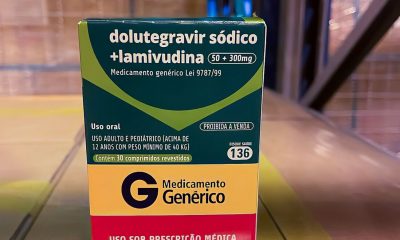 dolutegravir sódico
+lamivudina 50 + 300mg
Medicamento genérico Lei 9787/99
Uso oral
PROIBIDA A VENDA
USO ADULTO E PEDIÁTRICO (ACIMA DE
12 ANOS COM PESO MÍNIMO DE 40 KG)
Contém 30 comprimidos revestidos
DISQUE SAÚDE
136
G Medicamento
Genérico
USO SOB PRESCRIÇÃO MÉDICA